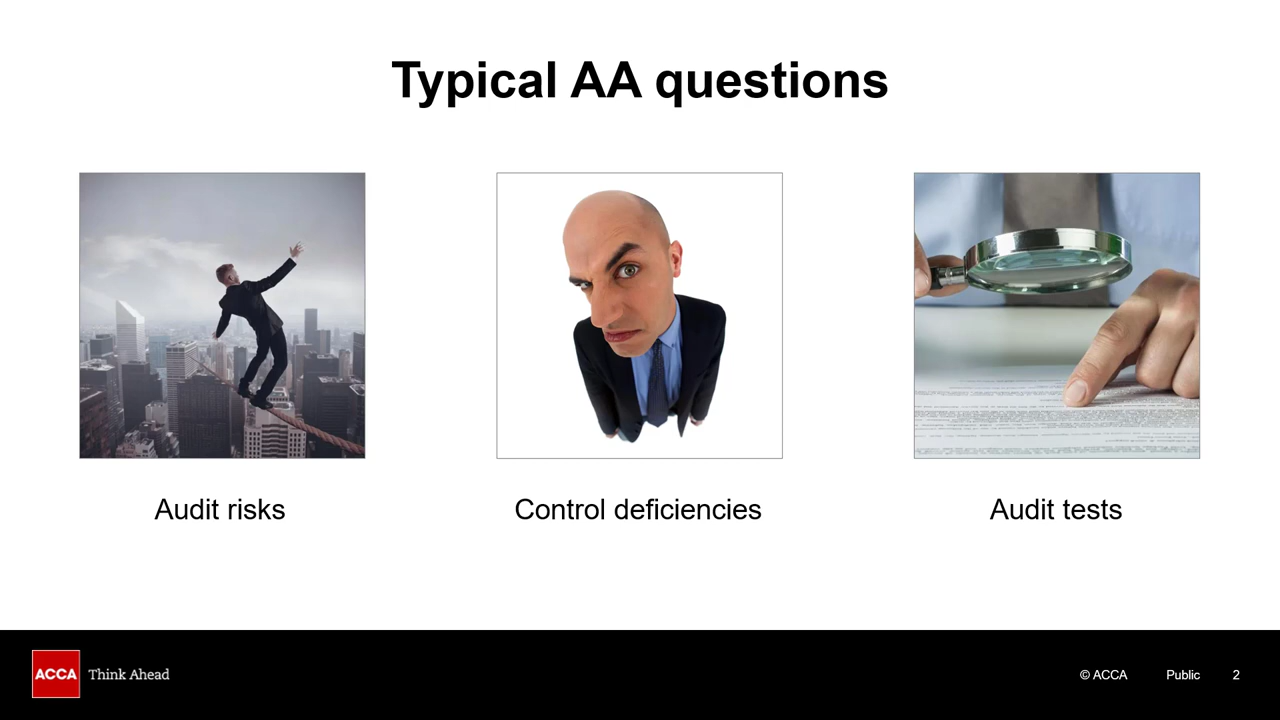 Typical AA questions
Audit risks
Control deficiencies
Audit tests
ACCA
Think Ahead
© ACCA
Public
2